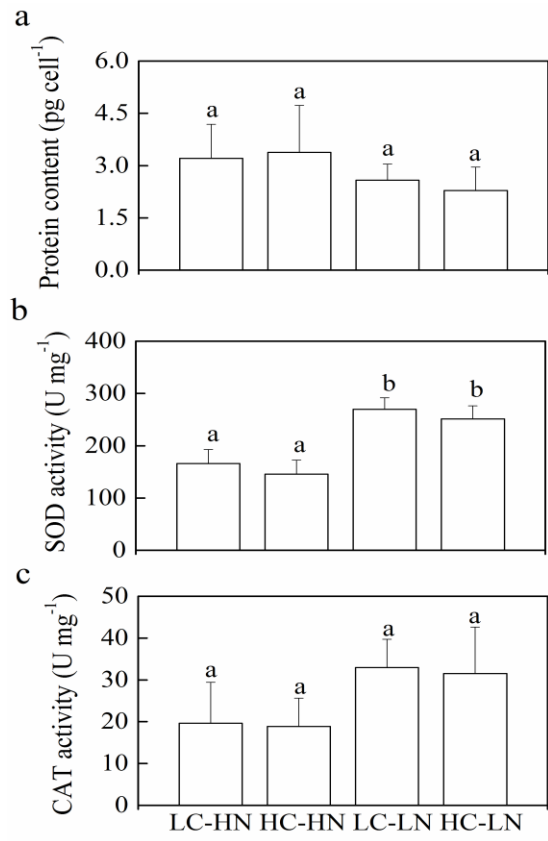 a
Protein content (pg cell-1)
6.0
4.5
3.0
1.5
0.0
a a a a
b
SOD activity (U mg-1)
400
300
200
100
0
a a b b
c
CAT activity (U mg-1)
50
40
30
20
10
0
a a a a
LC-HN HC-HN LC-LN HC-LN